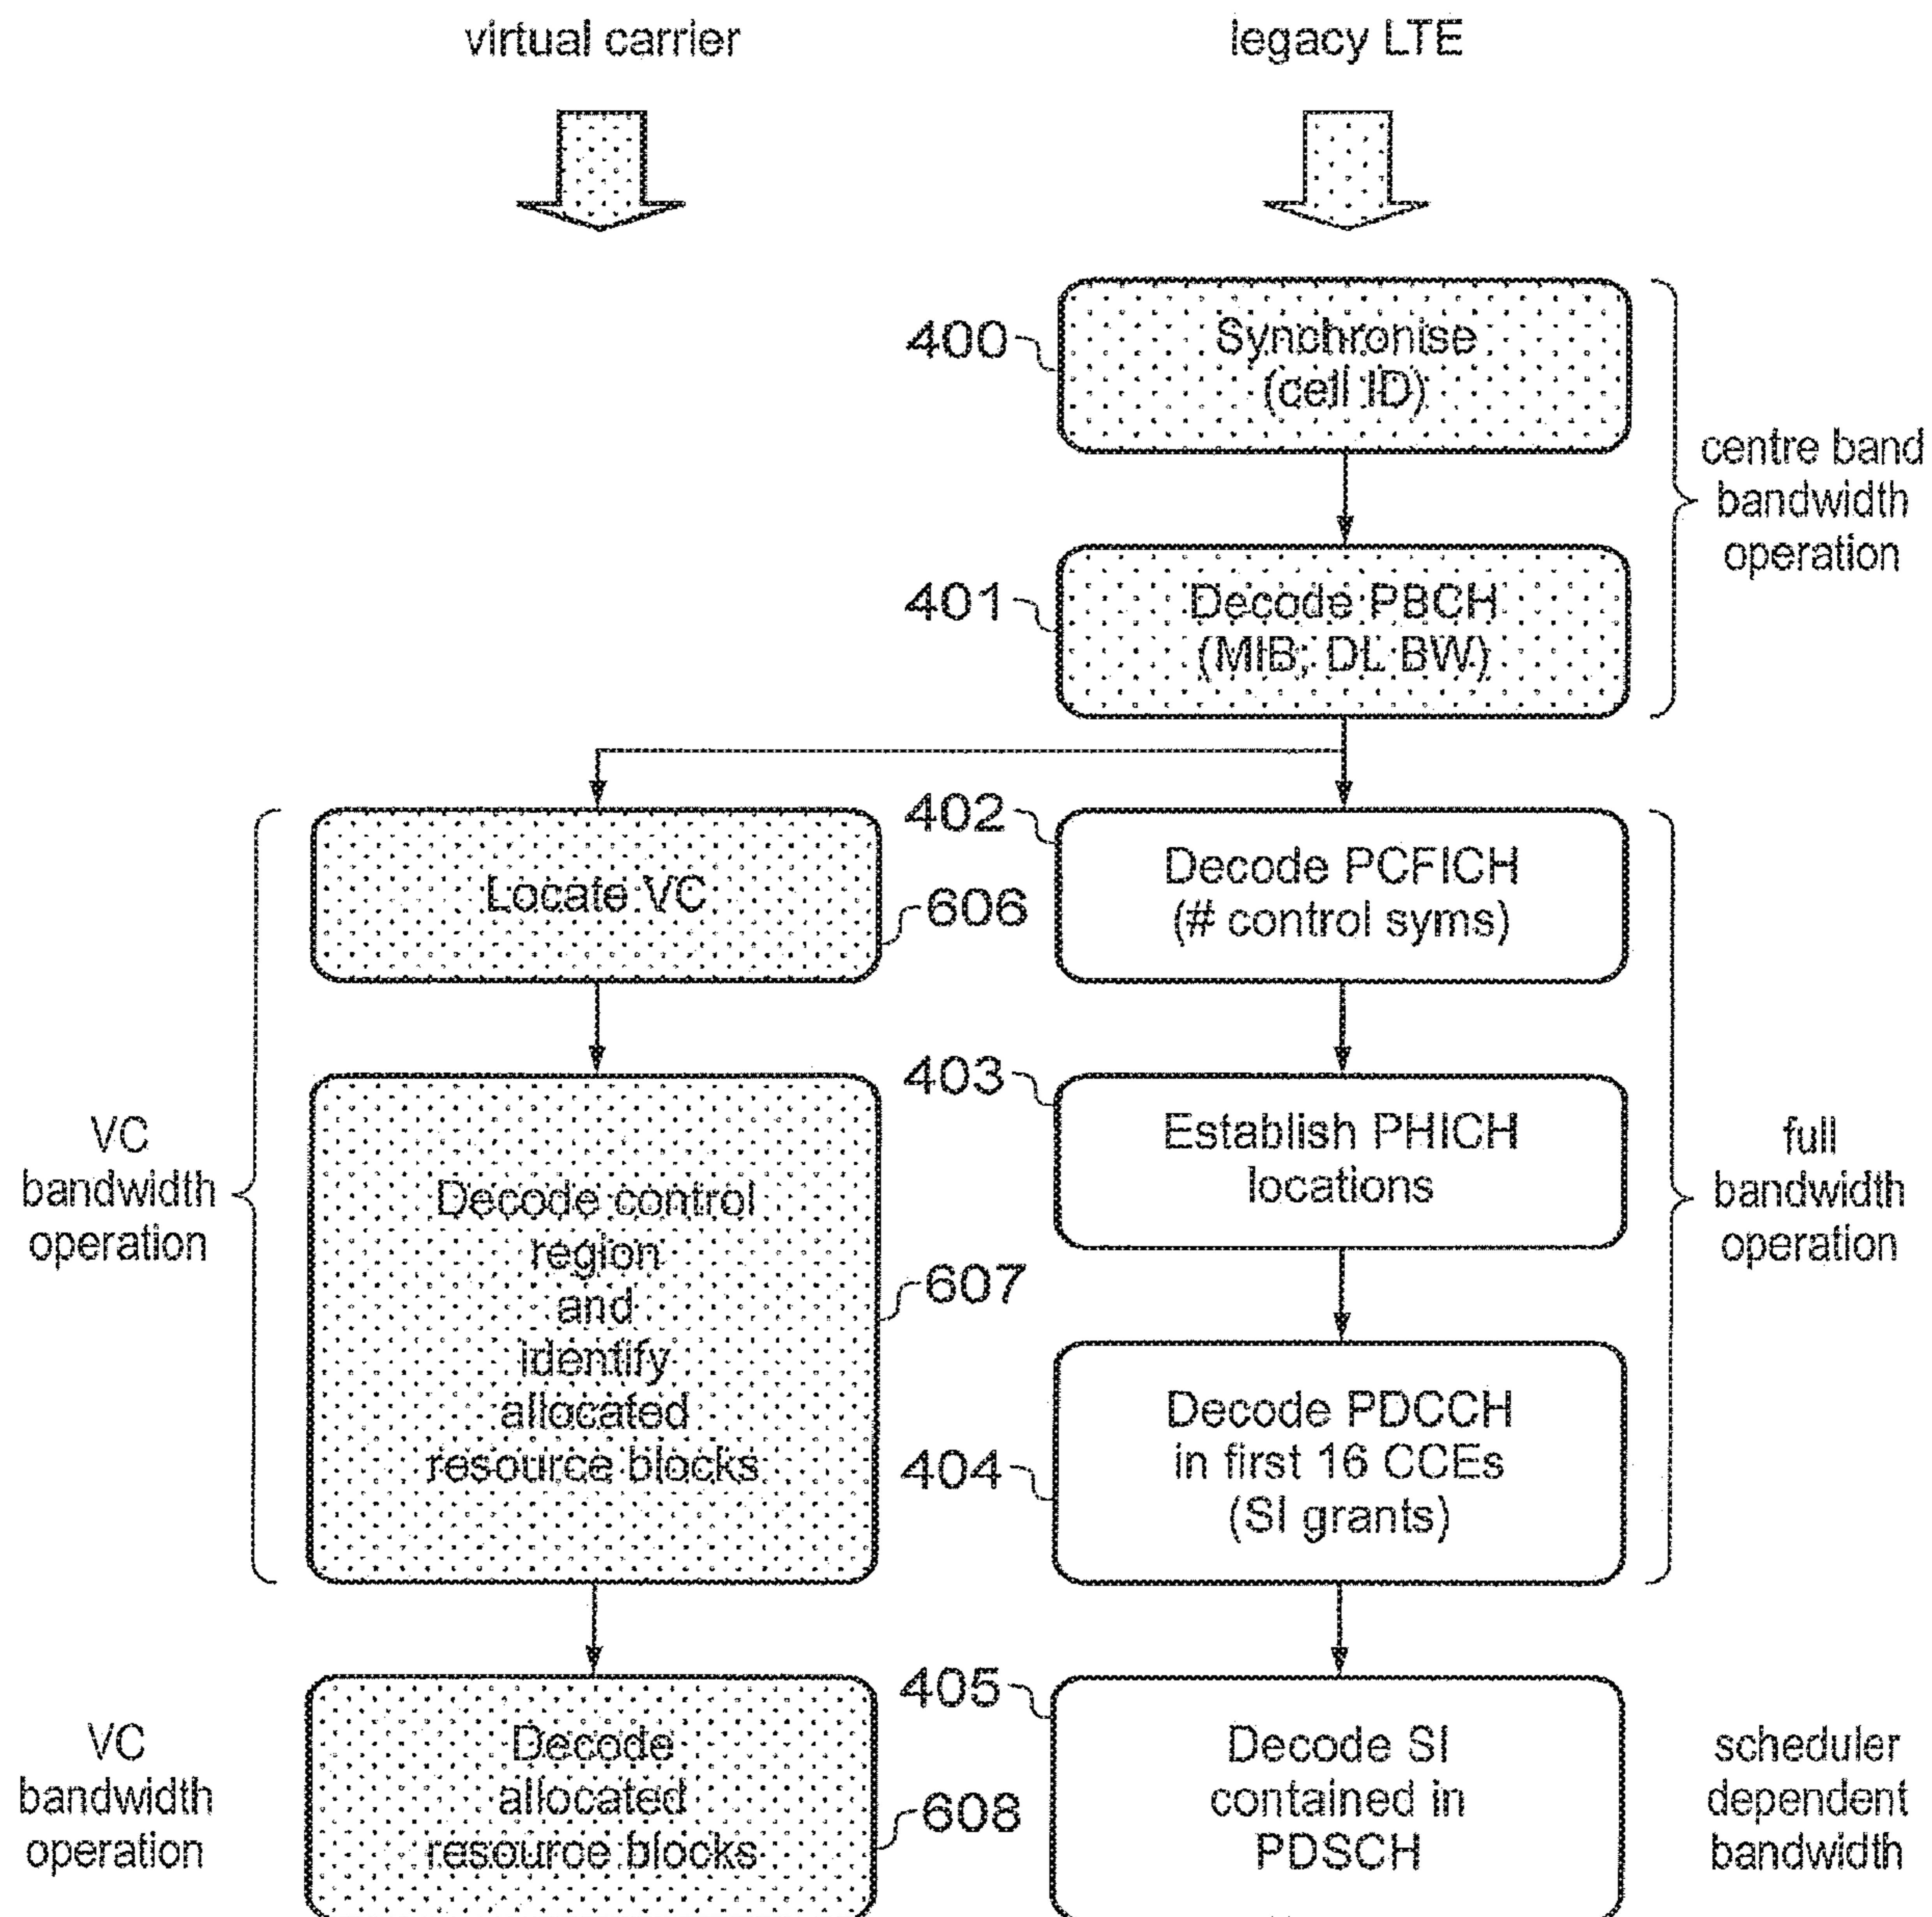 virtual carrier
legacy LTE
400
Synchronise
(cell ID)
centre band
bandwidth
operation
401
Decode PBCH
(MIB; DL BW)
402
Locate VC
606
Decode PCFICH
(# control syms)
403
Establish PHICH
locations
VC
bandwidth
operation
Decode control
region
and
identify
allocated
resource blocks
607
full
bandwidth
operation
404
Decode PDCCH
in first 16 CCEs
(SI grants)
405
VC
bandwidth
operation
Decode
allocated
resource blocks
608
Decode SI
contained in
PDSCH
scheduler
dependent
bandwidth